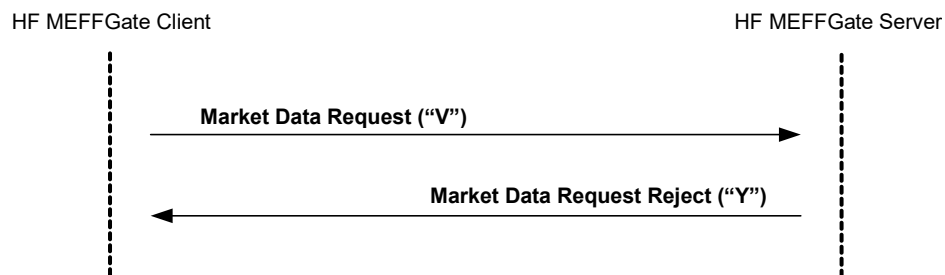 HF MEFFGate Client
HF MEFFGate Server
Market Data Request (“V”)
Market Data Request Reject (“Y”)